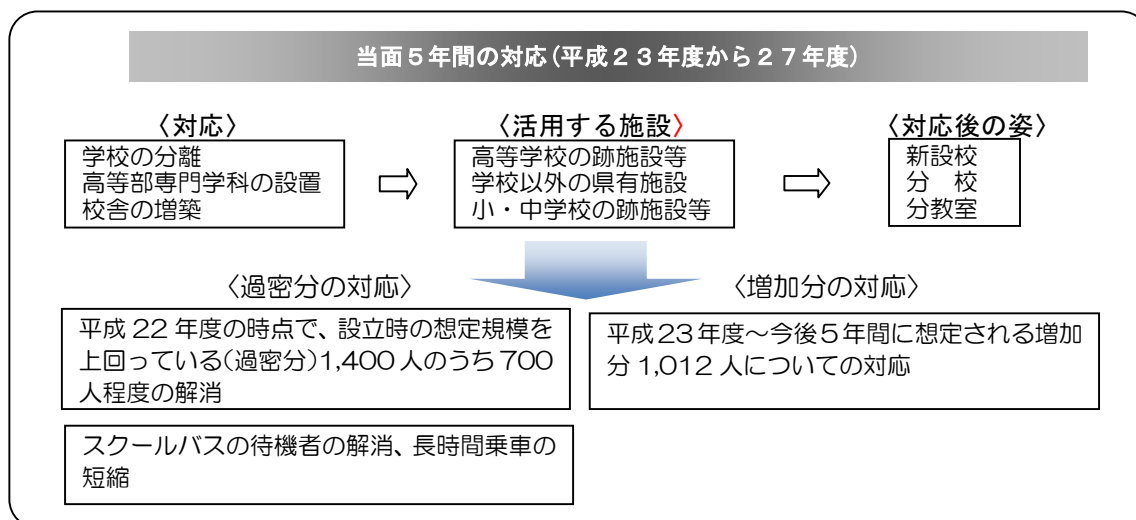 当面5年間の対応(平成23年度から27年度)
〈対応〉
学校の分離
高等部専門学科の設置
校舎の増築
〈活用する施設〉
高等学校の跡施設等
学校以外の県有施設
小・中学校の跡施設等
〈対応後の姿〉
新設校
分　校
分教室
〈過密分の対応〉
平成 22 年度の時点で、設立時の想定規模を
上回っている(過密分)1,400 人のうち 700
人程度の解消
スクールバスの待機者の解消、長時間乗車の
短縮
〈増加分の対応〉
平成23年度～今後5年間に想定される増加
分 1,012 人についての対応